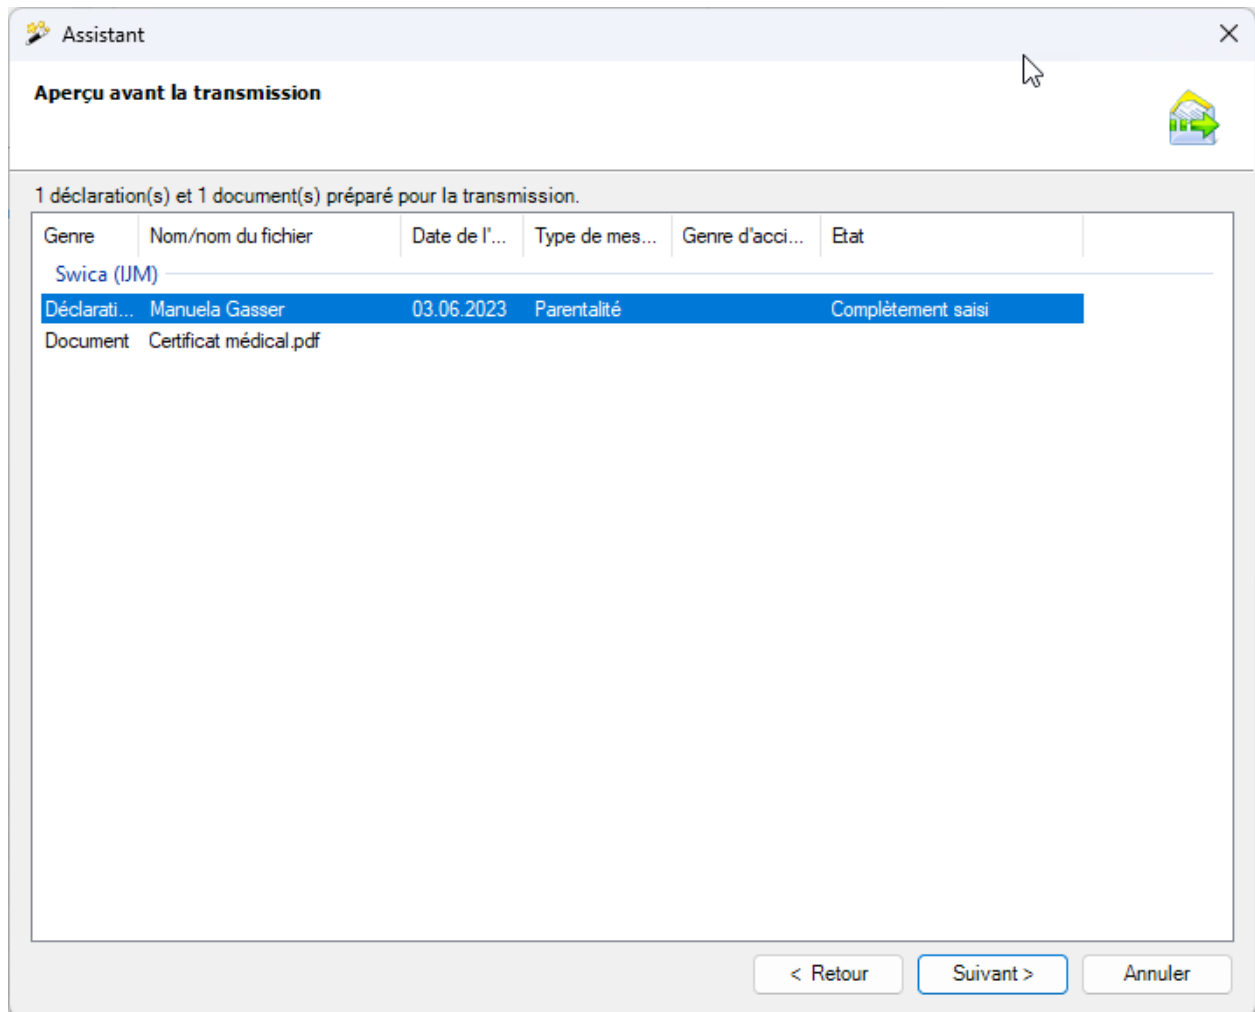 Assistant
Aperçu avant la transmission
1 déclaration(s) et 1 document(s) préparé pour la transmission.
Genre Nom/nom du fichier Date de l'... Type de mes... Genre d'acci... Etat
Swica (IJM)
Déclarati... Manuela Gasser 03.06.2023 Parentalité Complètement saisi
Document Certificat médical.pdf
< Retour Suivant > Annuler